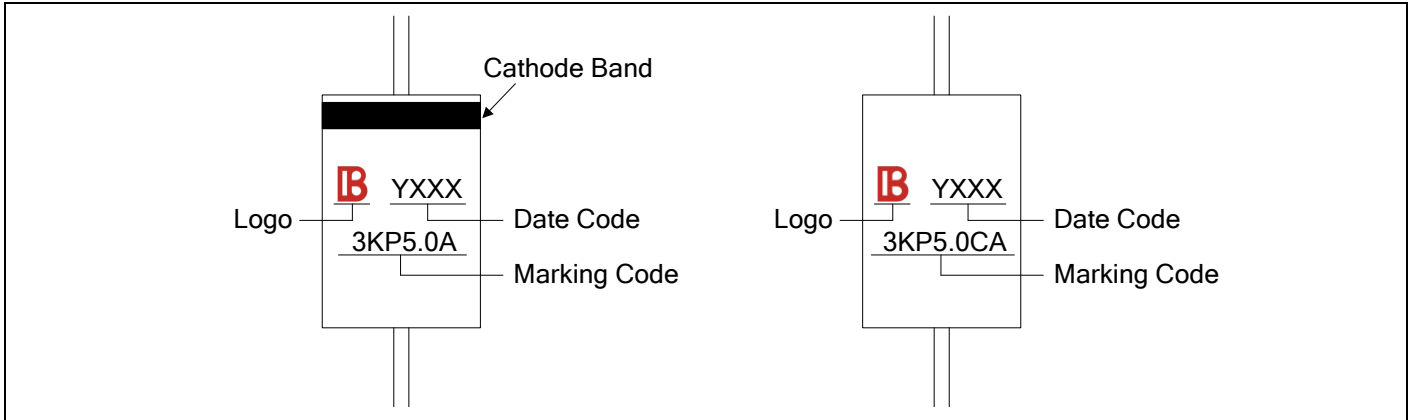 Cathode Band
B YXXX
Logo
Date Code
3KP5.0A
Marking Code
B YXXX
Logo
Date Code
3KP5.0CA
Marking Code